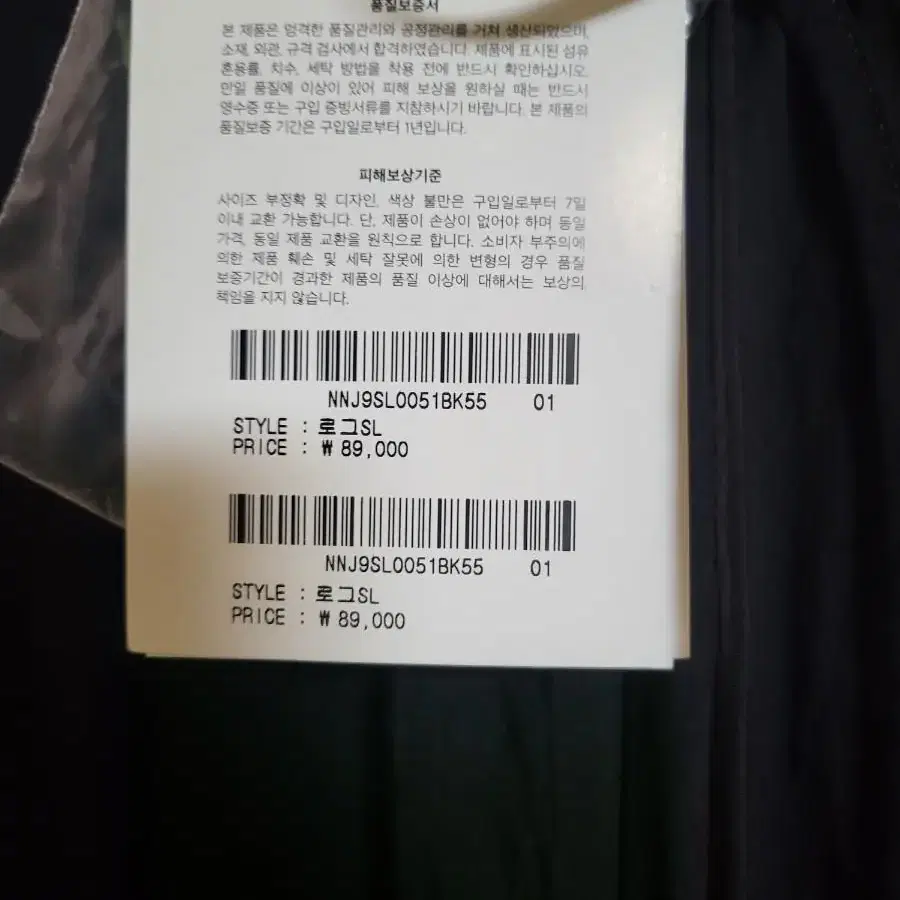 품질보증서
본 제품은 엄격한 품질관리와 공정관리를 거쳐 생산되었으며,
소재, 외관, 규격 검사에서 합격하였습니다. 제품에 표시된 섬유
혼용률, 치수, 세탁 방법을 착용 전에 반드시 확인하십시오.
만일 품질에 이상이 있어 피해 보상을 원하실 때는 반드시
영수증 또는 구입 증빙서류를 지참하시기 바랍니다. 본 제품의
품질보증 기간은 구입일로부터 1년입니다.
피해보상기준
사이즈 부정확 및 디자인, 색상 불만은 구입일로부터 7일
이내 교환 가능합니다. 단, 제품이 손상이 없어야 하며 동일
가격, 동일 제품 교환을 원칙으로 합니다. 소비자 부주의에
의한 제품 훼손 및 세탁 잘못에 의한 변형의 경우 품질
보증기간이 경과한 제품의 품질 이상에 대해서는 보상의
책임을 지지 않습니다.
NNJ9SL0051BK55 01
STYLE : 로그SL
PRICE : ₩ 89,000
NNJ9SL0051BK55 01
STYLE : 로그SL
PRICE : ₩ 89,000